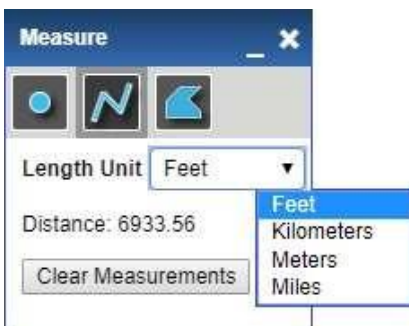 Measure
Length Unit Feet
Distance: 6933.56
Clear Measurements
Feet
Kilometers
Meters
Miles